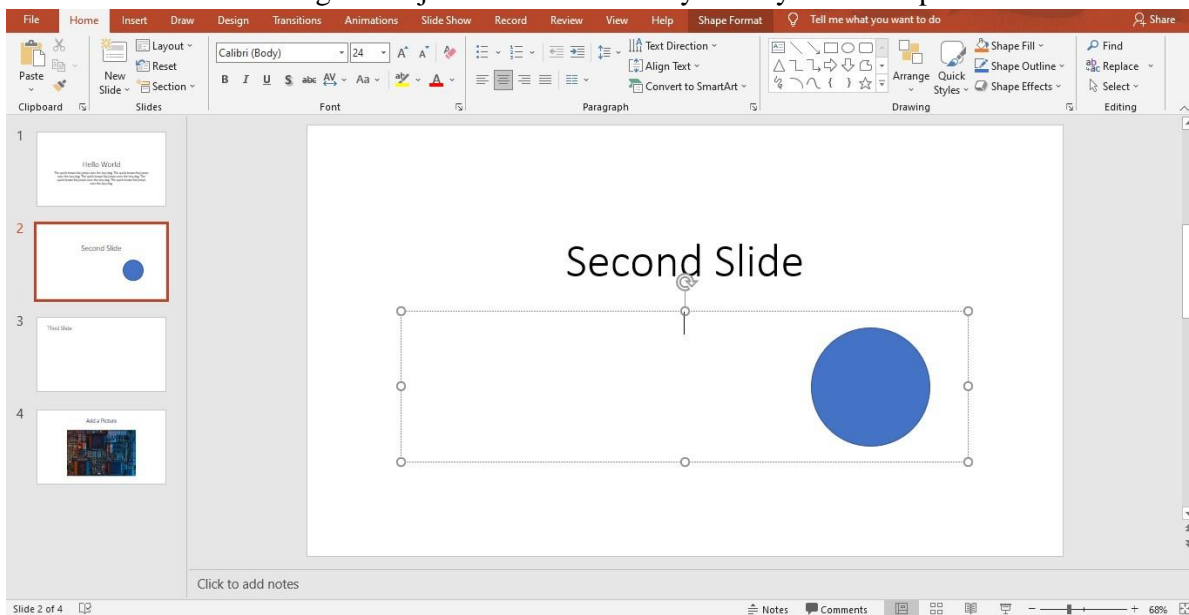 File Home Insert Draw Design Transitions Animations Slide Show Record Review View Help Shape Format Tell me what you want to do Share
Paste
Clipboard
New Slide
Layout
Reset
Section
Slides
Calibri (Body) 24
B I U S abc AV Aa
Font
Paragraph
Text Direction
Align Text
Convert to SmartArt
Arrange
Quick Styles
Shape Fill
Shape Outline
Shape Effects
Drawing
Find
Replace
Select
Editing
1
Hello World
2
Second Slide
3
Third Slide
4
Add a Picture
Second Slide
Click to add notes
Slide 2 of 4 Notes Comments 68%